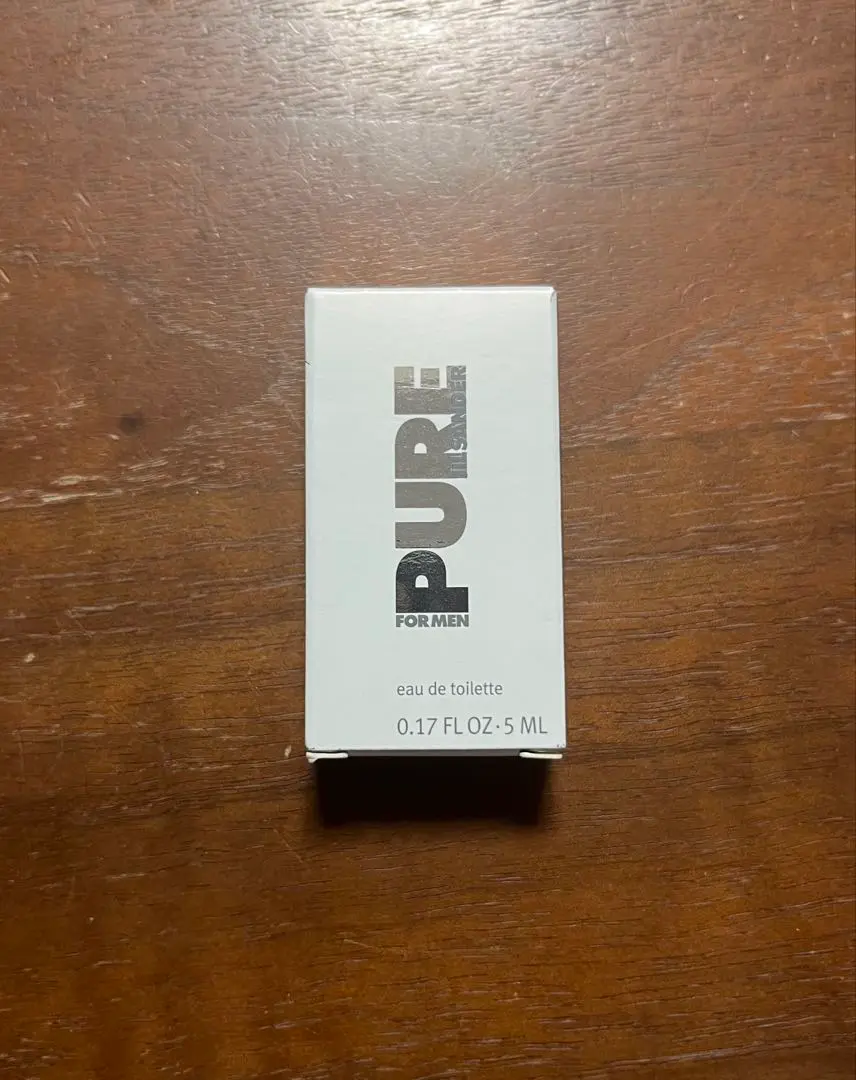 PURE
JIL SANDER
FOR MEN
eau de toilette
0.17 FL OZ·5 ML